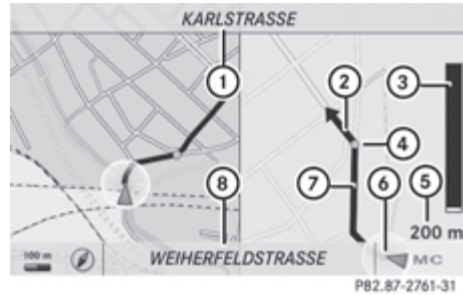 KARLSTRASSE
1
2
3
4
8
7
6
5
200 m
100 m
WEIHERFELDSTRASSE
MC
P82.87-2761-31